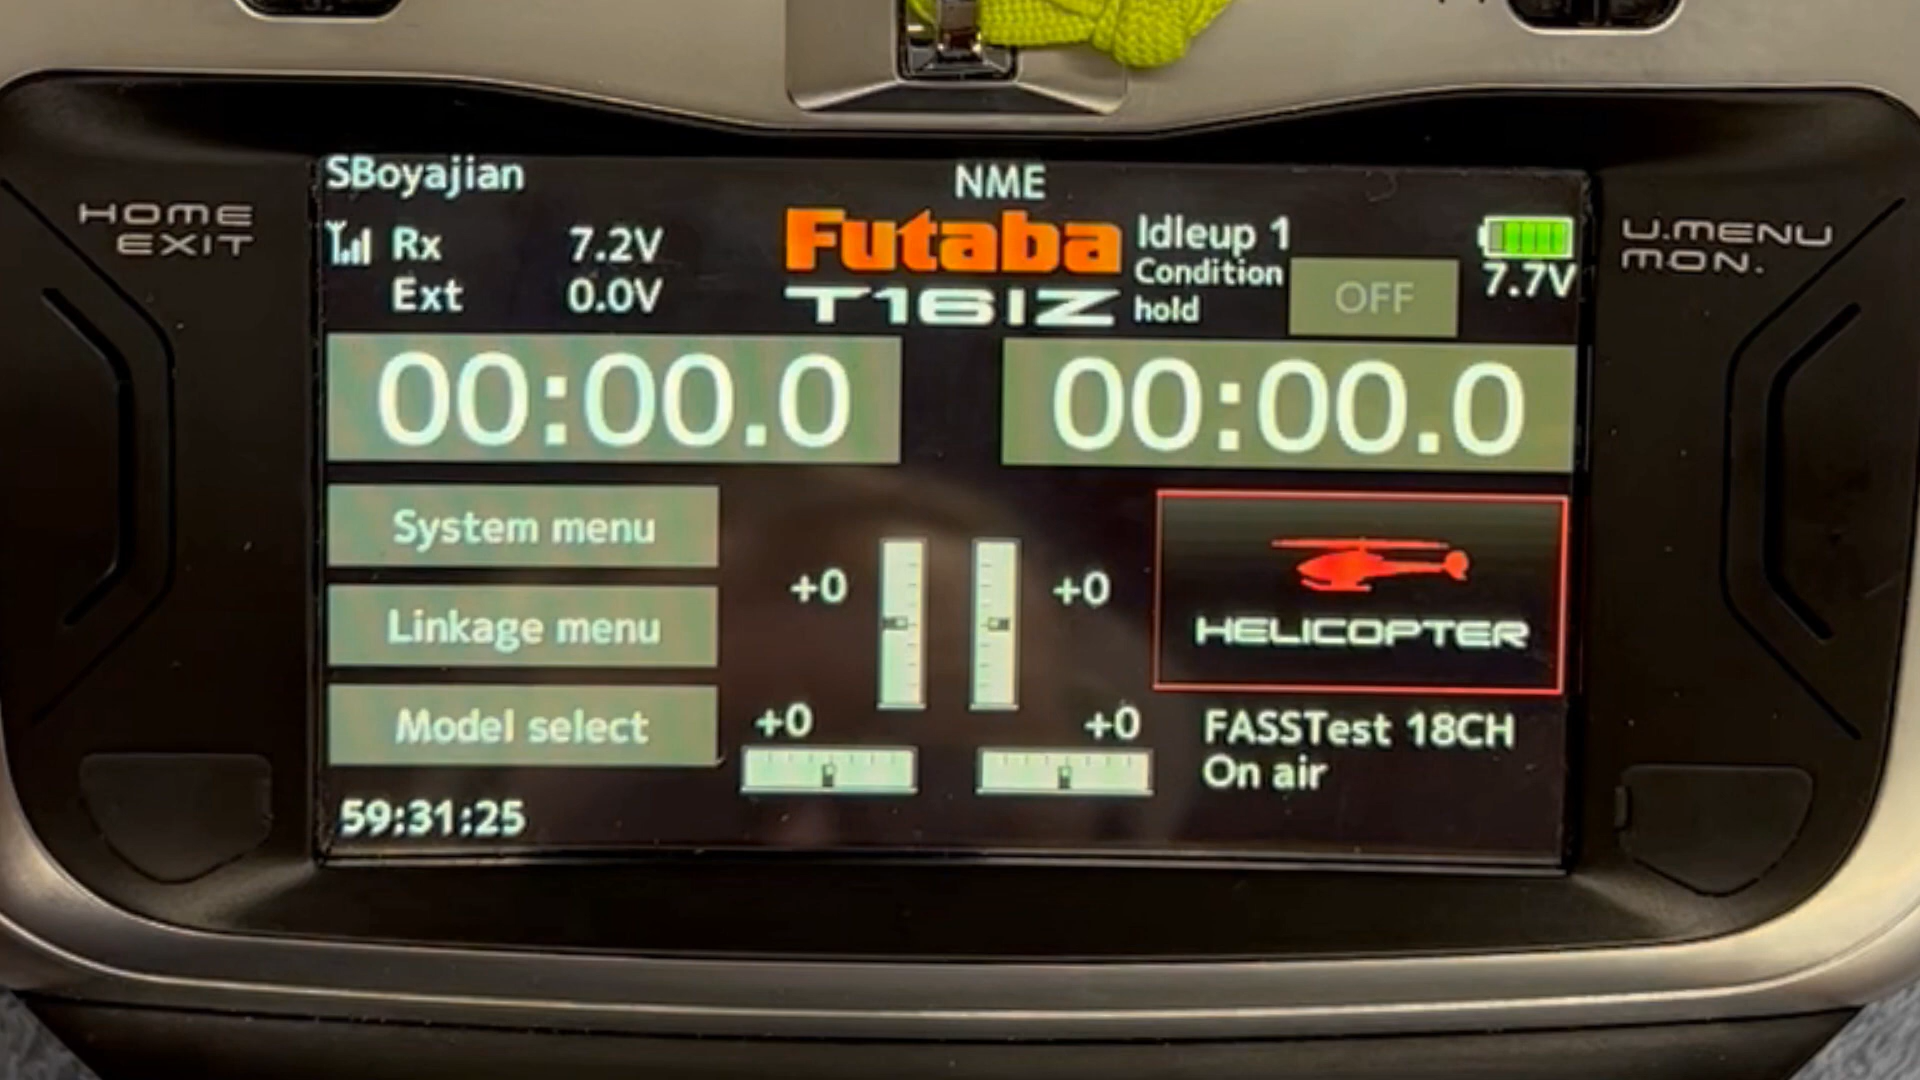 SBoyajian
NME
HOME
EXIT
Rx 7.2V
Ext 0.0V
Futaba
T16IZ
Idleup 1
Condition
hold
OFF
7.7V
U.MENU
MON.
00:00.0
00:00.0
System menu
Linkage menu
Model select
+0
+0
+0
+0
HELICOPTER
FASSTest 18CH
On air
59:31:25